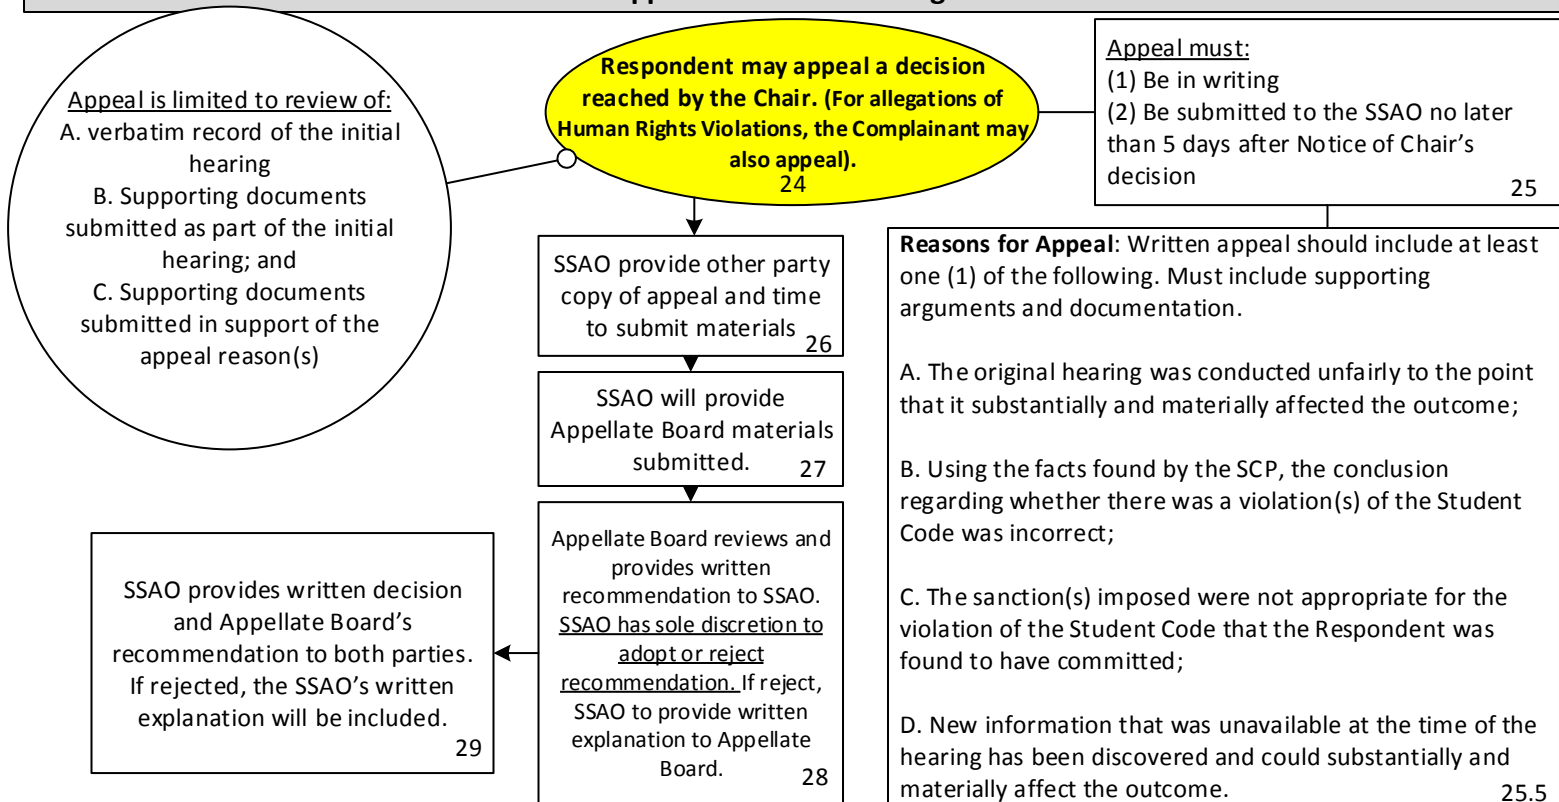 Appeal is limited to review of:
A. verbatim record of the initial
hearing
B. Supporting documents
submitted as part of the initial
hearing; and
C. Supporting documents
submitted in support of the
appeal reason(s)
Respondent may appeal a decision
reached by the Chair. (For allegations of
Human Rights Violations, the Complainant may
also appeal).
24
Appeal must:
(1) Be in writing
(2) Be submitted to the SSAO no later
than 5 days after Notice of Chair's
decision
25
Reasons for Appeal: Written appeal should include at least
one (1) of the following. Must include supporting
arguments and documentation.
A. The original hearing was conducted unfairly to the point
that it substantially and materially affected the outcome;
B. Using the facts found by the SCP, the conclusion
regarding whether there was a violation(s) of the Student
Code was incorrect;
C. The sanction(s) imposed were not appropriate for the
violation of the Student Code that the Respondent was
found to have committed;
D. New information that was unavailable at the time of the
hearing has been discovered and could substantially and
materially affect the outcome.
25.5
SSAO provide other party
copy of appeal and time
to submit materials
26
SSAO will provide
Appellate Board materials
submitted.
27
Appellate Board reviews and
provides written
recommendation to SSAO.
SSAO has sole discretion to
adopt or reject
recommendation. If reject,
SSAO to provide written
explanation to Appellate
Board.
28
SSAO provides written decision
and Appellate Board's
recommendation to both parties.
If rejected, the SSAO's written
explanation will be included.
29